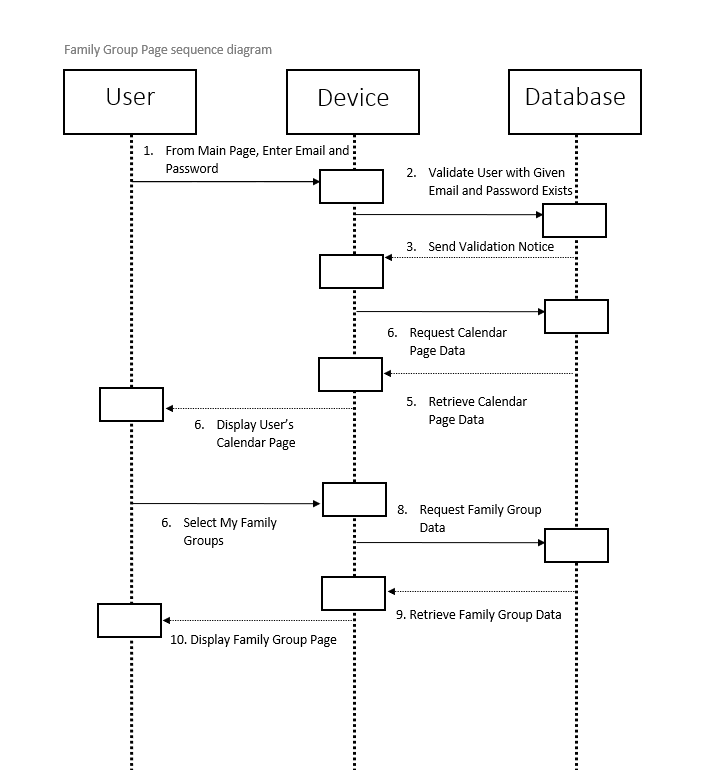 Family Group Page sequence diagram
User
Device
Database
1. From Main Page, Enter Email and
Password
2. Validate User with Given
Email and Password Exists
3. Send Validation Notice
6. Request Calendar
Page Data
5. Retrieve Calendar
Page Data
6. Display User’s
Calendar Page
6. Select My Family
Groups
8. Request Family Group
Data
9. Retrieve Family Group Data
10. Display Family Group Page